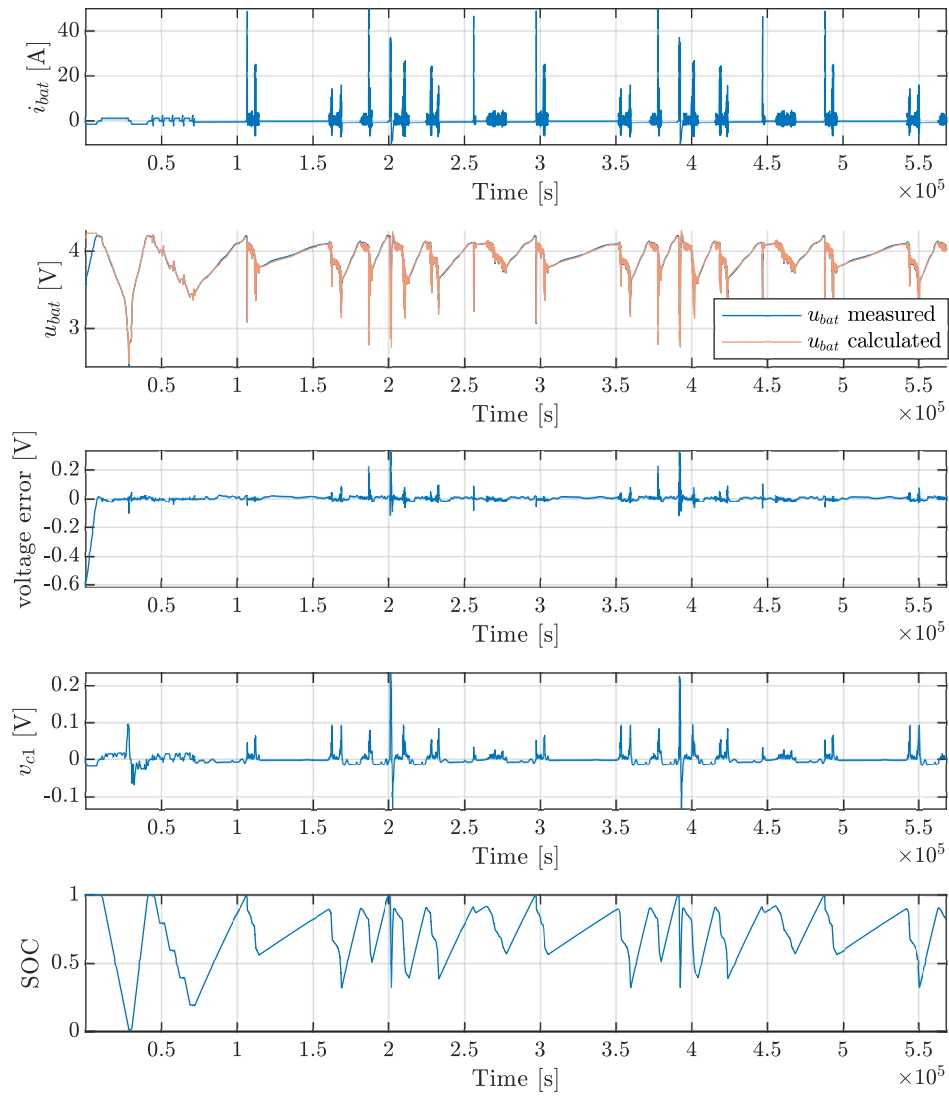 i_bat [A]
40
20
0
0.5 1 1.5 2 2.5 3 3.5 4 4.5 5 5.5
Time [s]
×10^5
u_bat [V]
4
3
u_bat measured
u_bat calculated
0.5 1 1.5 2 2.5 3 3.5 4 4.5 5 5.5
Time [s]
×10^5
voltage error [V]
0.2
0
-0.2
-0.4
-0.6
0.5 1 1.5 2 2.5 3 3.5 4 4.5 5 5.5
Time [s]
×10^5
v_c1 [V]
0.2
0.1
0
-0.1
0.5 1 1.5 2 2.5 3 3.5 4 4.5 5 5.5
Time [s]
×10^5
SOC
1
0.5
0
0.5 1 1.5 2 2.5 3 3.5 4 4.5 5 5.5
Time [s]
×10^5